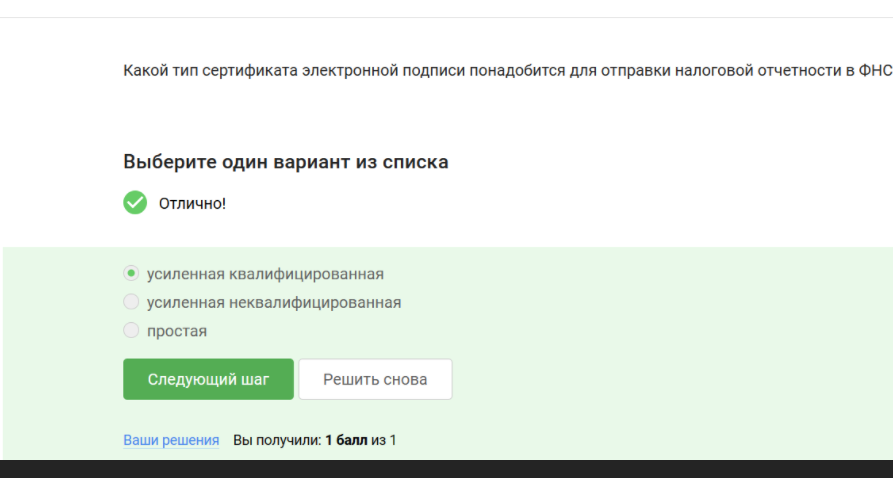 Какой тип сертификата электронной подписи понадобится для отправки налоговой отчетности в ФНС
Выберите один вариант из списка
Отлично!
усиленная квалифицированная
усиленная неквалифицированная
простая
Следующий шаг
Решить снова
Ваши решения Вы получили: 1 балл из 1